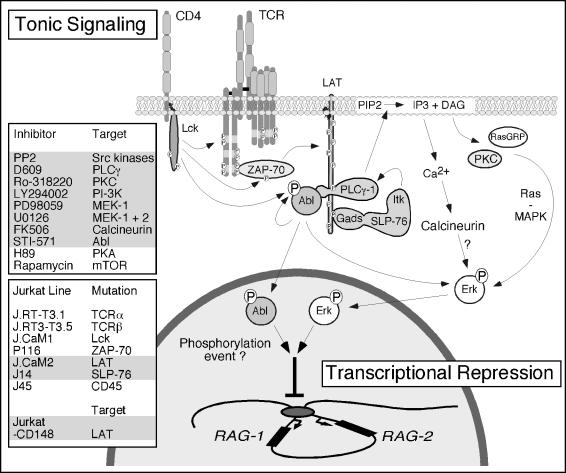 Tonic Signaling
CD4
TCR
LAT
PIP2
IP3 + DAG
Lck
RasGRP
PKC
ZAP-70
P
Abl
PLCγ-1
Itk
Gads
SLP-76
Ca2+
Ras
-
MAPK
Calcineurin
?
P
Erk
Inhibitor Target
PP2 Src kinases
D609 PLCγ
Ro-318220 PKC
LY294002 PI-3K
PD98059 MEK-1
U0126 MEK-1 + 2
FK506 Calcineurin
STI-571 Abl
H89 PKA
Rapamycin mTOR
Jurkat Line Mutation
J.RT-T3.1 TCRα
J.RT3-T3.5 TCRβ
J.CaM1 Lck
P116 ZAP-70
J.CaM2 LAT
J14 SLP-76
J45 CD45
Target
Jurkat
-CD148 LAT
P
Abl
P
Erk
Phosphorylation
event ?
Transcriptional Repression
RAG-1
RAG-2